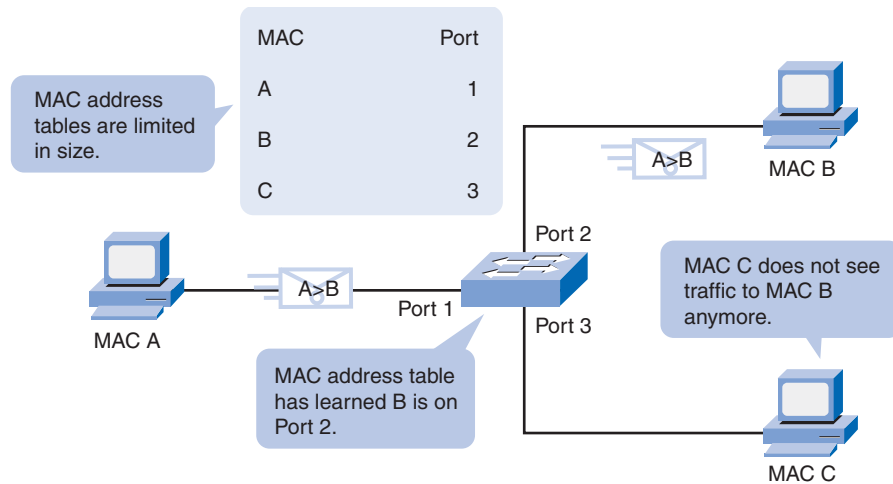 MAC Port
A 1
B 2
C 3
MAC address
tables are limited
in size.
A>B
MAC B
Port 2
A>B
Port 1
MAC A
Port 3
MAC C does not see
traffic to MAC B
anymore.
MAC address table
has learned B is on
Port 2.
MAC C